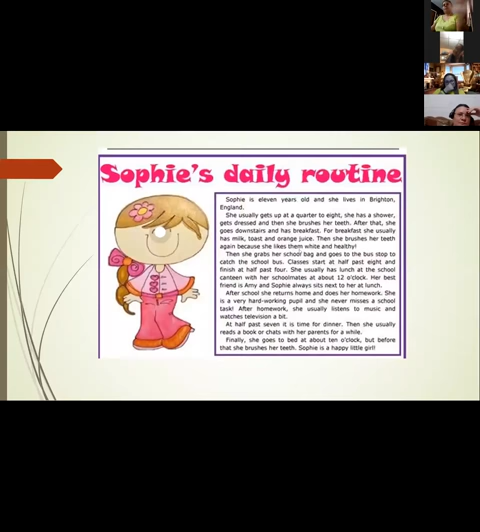 Sophie's daily routine
Sophie is eleven years old and she lives in Brighton,
England.
She usually gets up at a quarter to eight, she has a shower,
gets dressed and then she brushes her teeth. After that, she
goes downstairs and has breakfast. For breakfast she usually
has milk, toast and orange juice. Then she brushes her teeth
again because she likes them white and healthy!
Then she grabs her school bag and goes to the bus stop to
catch the school bus. Classes start at half past eight and
finish at half past four. She usually has lunch at the school
canteen with her schoolmates at about 12 o'clock. Her best
friend is Amy and Sophie always sits next to her at lunch.
After school she returns home and does her homework. She
is a very hard-working pupil and she never misses a school
task! After homework, she usually listens to music and
watches television a bit.
At half past seven it is time for dinner. Then she usually
reads a book or chats with her parents for a while.
Finally, she goes to bed at about ten o'clock, but before
that she brushes her teeth. Sophie is a happy little girl!